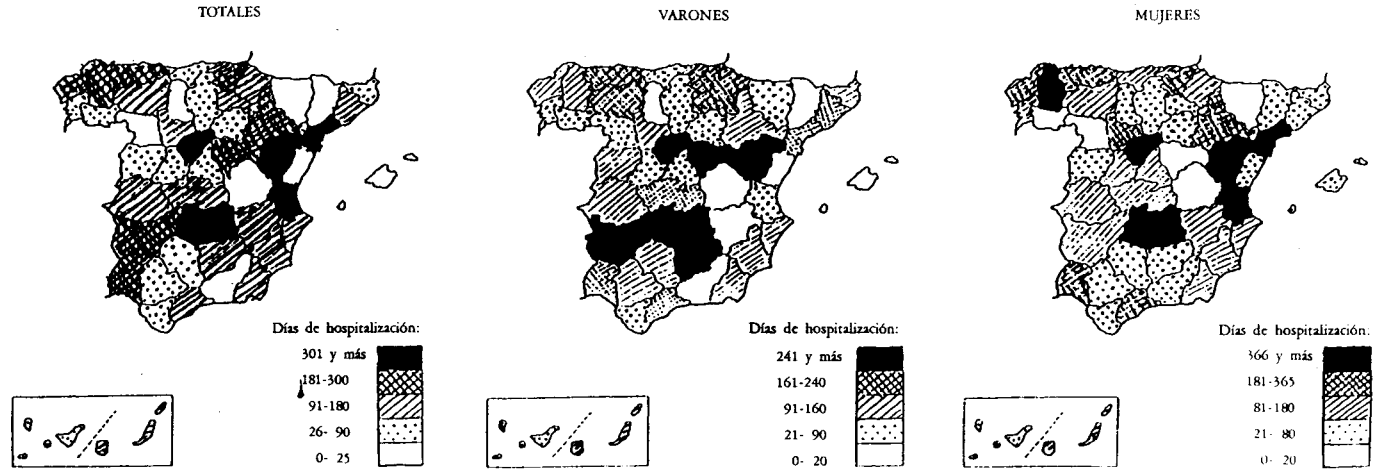 TOTALES
Días de hospitalización:
301 y más
181-300
91-180
26- 90
0- 25
VARONES
Días de hospitalización:
241 y más
161-240
91-160
21- 90
0- 20
MUJERES
Días de hospitalización:
366 y más
181-365
81-180
21- 80
0- 20